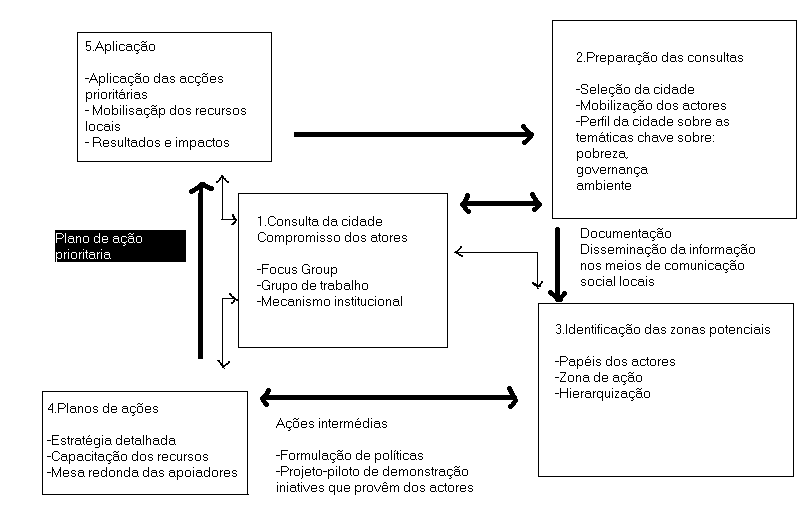 5.Aplicação
-Aplicação das acções
prioritárias
- Mobilisaçãp dos recursos
locais
- Resultados e impactos
2.Preparação das consultas
-Seleção da cidade
-Mobilização dos actores
-Perfil da cidade sobre as
temáticas chave sobre:
pobreza,
governança
ambiente
1.Consulta da cidade
Compromisso dos atores
-Focus Group
-Grupo de trabalho
-Mecanismo institucional
Plano de ação
prioritaria
Documentação
Disseminação da informação
nos meios de comunicação
social locais
3.Identificação das zonas potenciais
-Papéis dos actores
-Zona de ação
-Hierarquização
4.Planos de ações
-Estratégia detalhada
-Capacitação dos recursos
-Mesa redonda das apoiadores
Ações intermédias
-Formulação de políticas
-Projeto-piloto de demonstração
iniatives que provêm dos actores